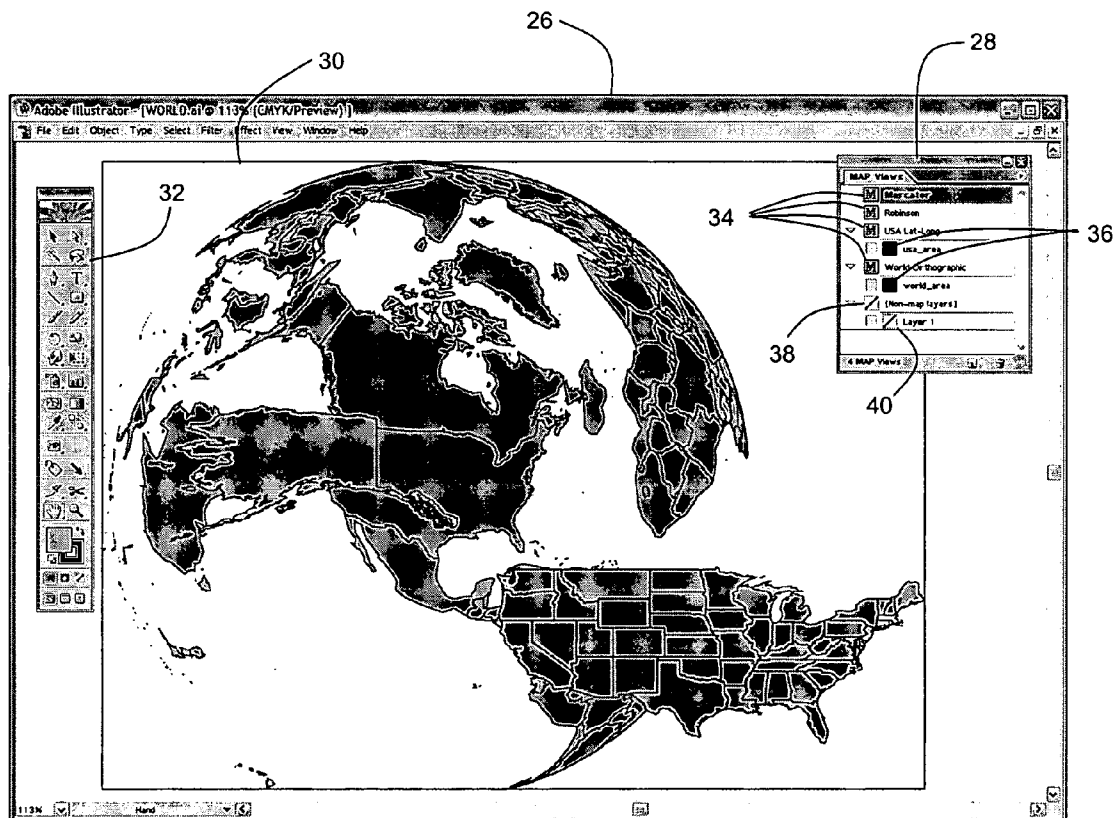 26
28
30
Adobe Illustrator - [WORLD.ai @ 113% (CMYK/Preview)]
File Edit Object Type Select Filter Effect View Window Help
32
MAP Views
34
Mercator
Robinson
USA Lat-Long
36
usa_area
World Orthographic
world_area
38
[Non-map layers]
Layer 1
4 MAP Views
40
113%
Hand